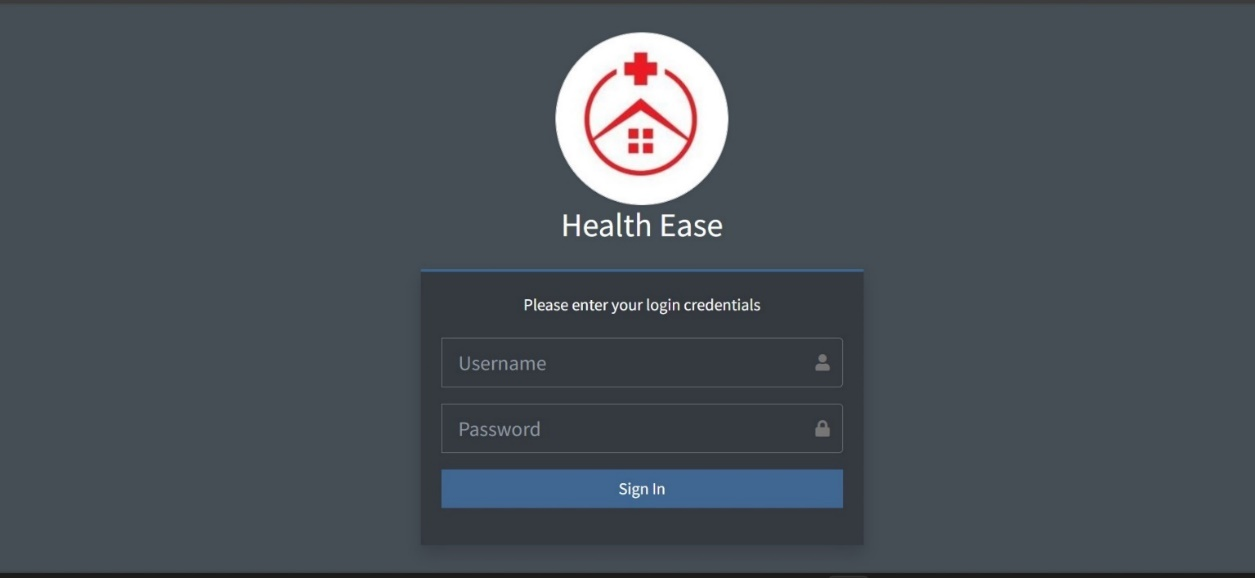 Health Ease
Please enter your login credentials
Username
Password
Sign In